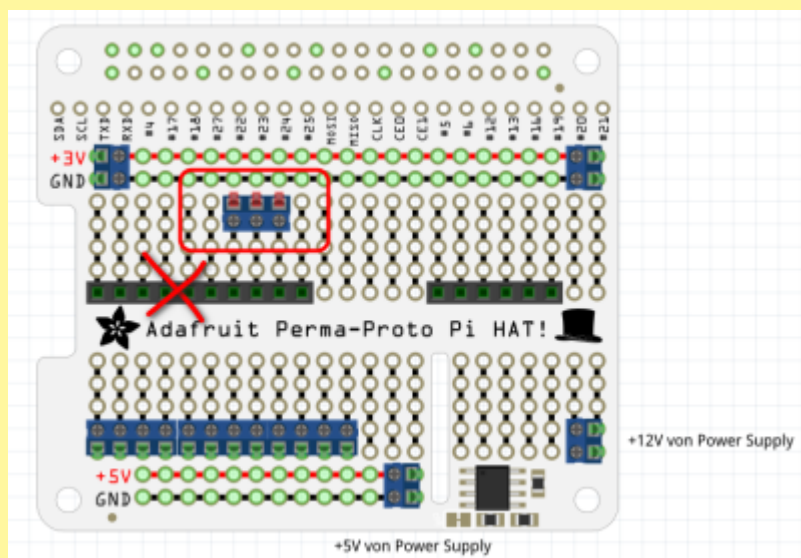 SDA SCL TXD RXD #4 #17 #18 #27 #22 #23 #24 #25 MOSI MISO CLK CE0 CE1 #5 #6 #12 #13 #16 #19 #20 #21
+3V
GND
Adafruit Perma-Proto Pi HAT!
+12V von Power Supply
+5V
GND
+5V von Power Supply